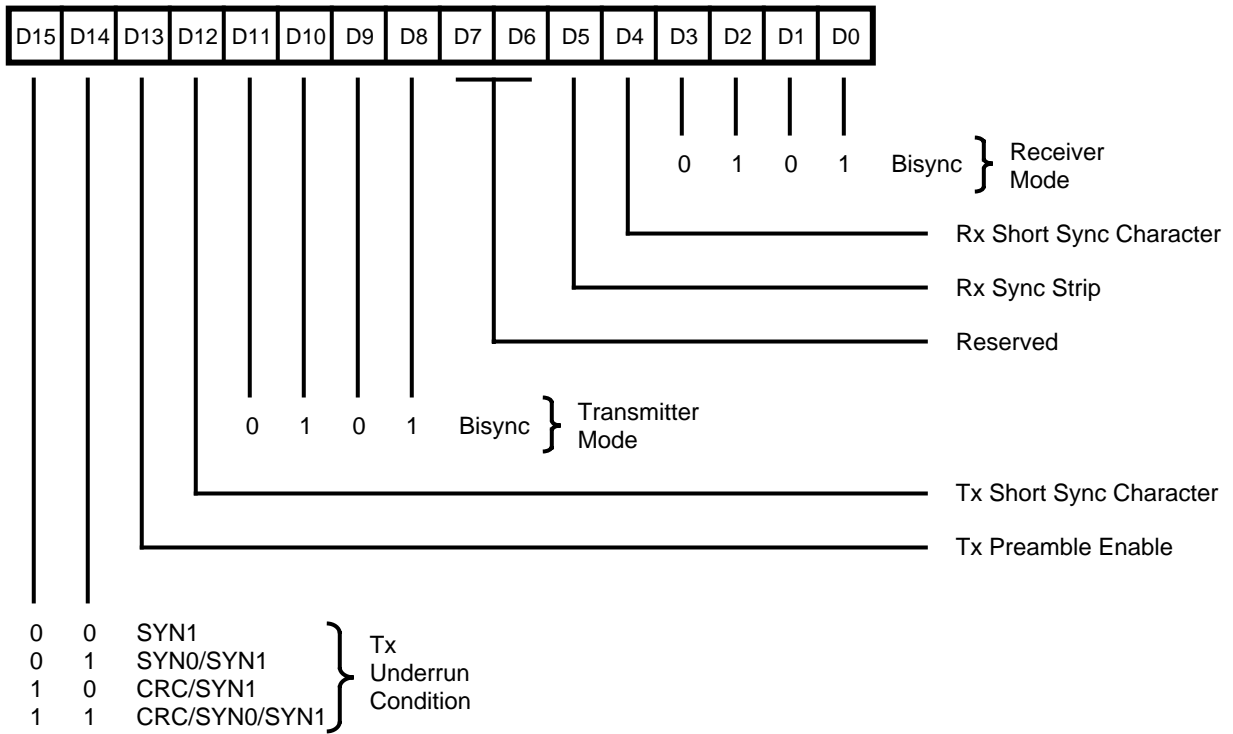 D15 D14 D13 D12 D11 D10 D9 D8 D7 D6 D5 D4 D3 D2 D1 D0
0 1 0 1 Bisync } Receiver
Mode
Rx Short Sync Character
Rx Sync Strip
Reserved
0 1 0 1 Bisync } Transmitter
Mode
Tx Short Sync Character
Tx Preamble Enable
0 0 SYN1
0 1 SYN0/SYN1
1 0 CRC/SYN1
1 1 CRC/SYN0/SYN1
} Tx
Underrun
Condition